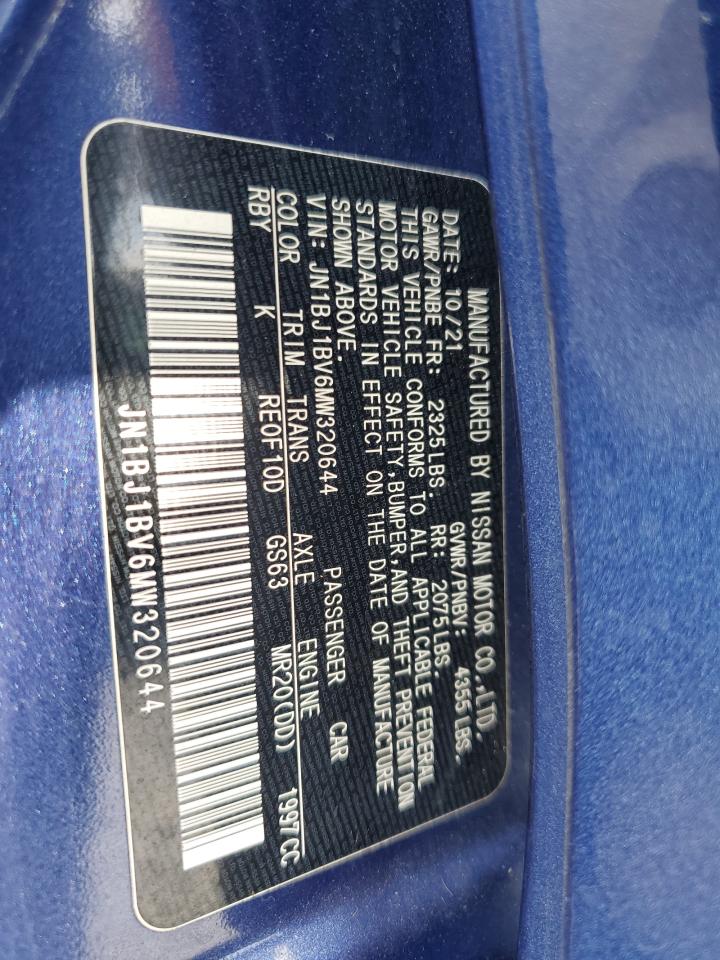 MANUFACTURED BY NISSAN MOTOR CO.,LTD.
DATE: 10/21 GVWR/PNBV: 4355 LBS.
GAWR/PNBE FR: 2325 LBS. RR: 2075 LBS.
THIS VEHICLE CONFORMS TO ALL APPLICABLE FEDERAL
MOTOR VEHICLE SAFETY,BUMPER,AND THEFT PREVENTION
STANDARDS IN EFFECT ON THE DATE OF MANUFACTURE
SHOWN ABOVE.
VIN: JN1BJ1BV6MW320644 PASSENGER CAR
COLOR TRIM TRANS AXLE ENGINE
RBY K REOF10D GS63 MR20(DD) 1997CC
JN1BJ1BV6MW320644